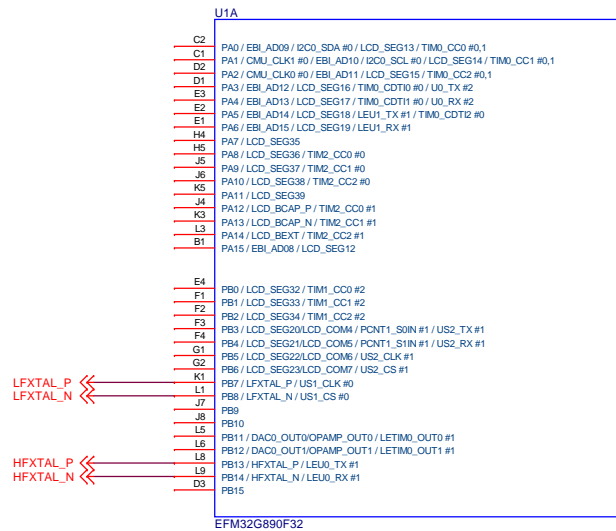 U1A
C2 PA0 / EBI_AD09 / I2C0_SDA #0 / LCD_SEG13 / TIM0_CC0 #0,1
C1 PA1 / CMU_CLK1 #0 / EBI_AD10 / I2C0_SCL #0 / LCD_SEG14 / TIM0_CC1 #0,1
D2 PA2 / CMU_CLK0 #0 / EBI_AD11 / LCD_SEG15 / TIM0_CC2 #0,1
D1 PA3 / EBI_AD12 / LCD_SEG16 / TIM0_CDTI0 #0 / U0_TX #2
E3 PA4 / EBI_AD13 / LCD_SEG17 / TIM0_CDTI1 #0 / U0_RX #2
E2 PA5 / EBI_AD14 / LCD_SEG18 / LEU1_TX #1 / TIM0_CDTI2 #0
E1 PA6 / EBI_AD15 / LCD_SEG19 / LEU1_RX #1
H4 PA7 / LCD_SEG35
H5 PA8 / LCD_SEG36 / TIM2_CC0 #0
J5 PA9 / LCD_SEG37 / TIM2_CC1 #0
J6 PA10 / LCD_SEG38 / TIM2_CC2 #0
K5 PA11 / LCD_SEG39
J4 PA12 / LCD_BCAP_P / TIM2_CC0 #1
K3 PA13 / LCD_BCAP_N / TIM2_CC1 #1
L3 PA14 / LCD_BEXT / TIM2_CC2 #1
B1 PA15 / EBI_AD08 / LCD_SEG12
E4 PB0 / LCD_SEG32 / TIM1_CC0 #2
F1 PB1 / LCD_SEG33 / TIM1_CC1 #2
F2 PB2 / LCD_SEG34 / TIM1_CC2 #2
F3 PB3 / LCD_SEG20/LCD_COM4 / PCNT1_S0IN #1 / US2_TX #1
F4 PB4 / LCD_SEG21/LCD_COM5 / PCNT1_S1IN #1 / US2_RX #1
G1 PB5 / LCD_SEG22/LCD_COM6 / US2_CLK #1
G2 PB6 / LCD_SEG23/LCD_COM7 / US2_CS #1
LFXTAL_P K1 PB7 / LFXTAL_P / US1_CLK #0
LFXTAL_N L1 PB8 / LFXTAL_N / US1_CS #0
J7 PB9
J8 PB10
L5 PB11 / DAC0_OUT0/OPAMP_OUT0 / LETIM0_OUT0 #1
L6 PB12 / DAC0_OUT1/OPAMP_OUT1 / LETIM0_OUT1 #1
HFXTAL_P L8 PB13 / HFXTAL_P / LEU0_TX #1
HFXTAL_N L9 PB14 / HFXTAL_N / LEU0_RX #1
D3 PB15
EFM32G890F32